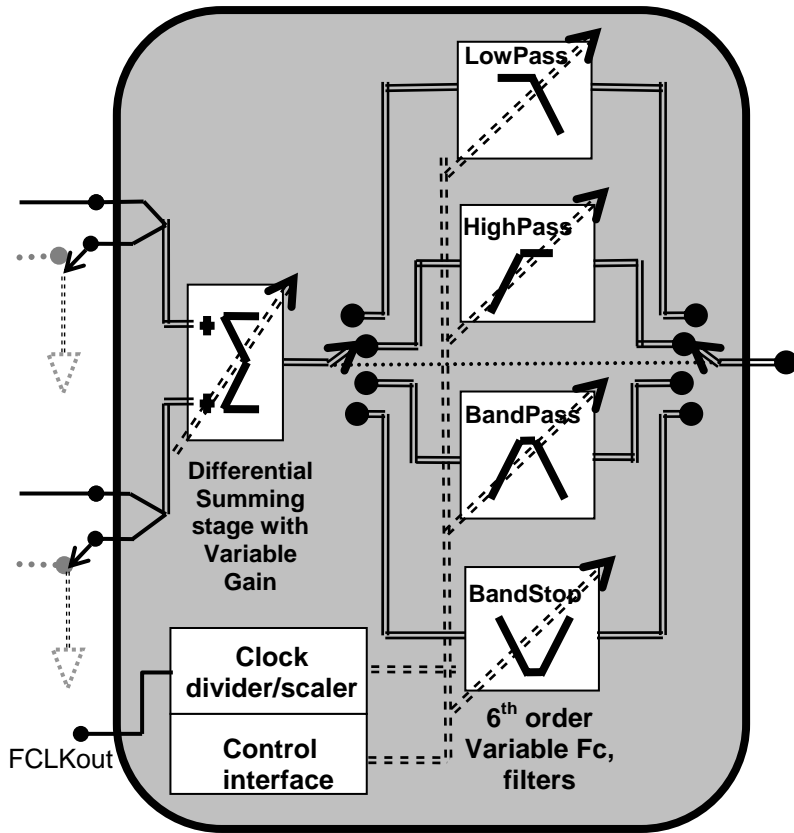 LowPass
HighPass
BandPass
BandStop
+
Σ
+
Differential
Summing
stage with
Variable
Gain
Clock
divider/scaler
Control
interface
FCLKout
6th order
Variable Fc,
filters